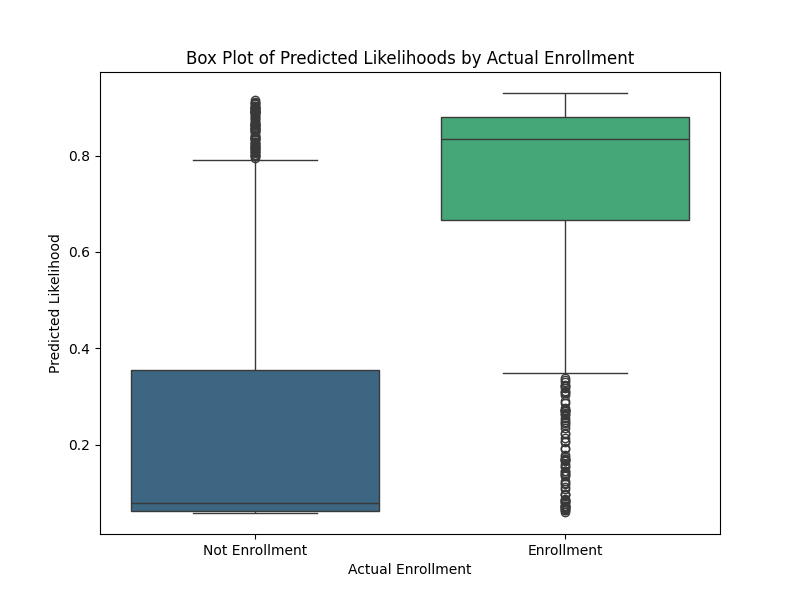 Box Plot of Predicted Likelihoods by Actual Enrollment
Predicted Likelihood
0.8
0.6
0.4
0.2
Not Enrollment
Enrollment
Actual Enrollment